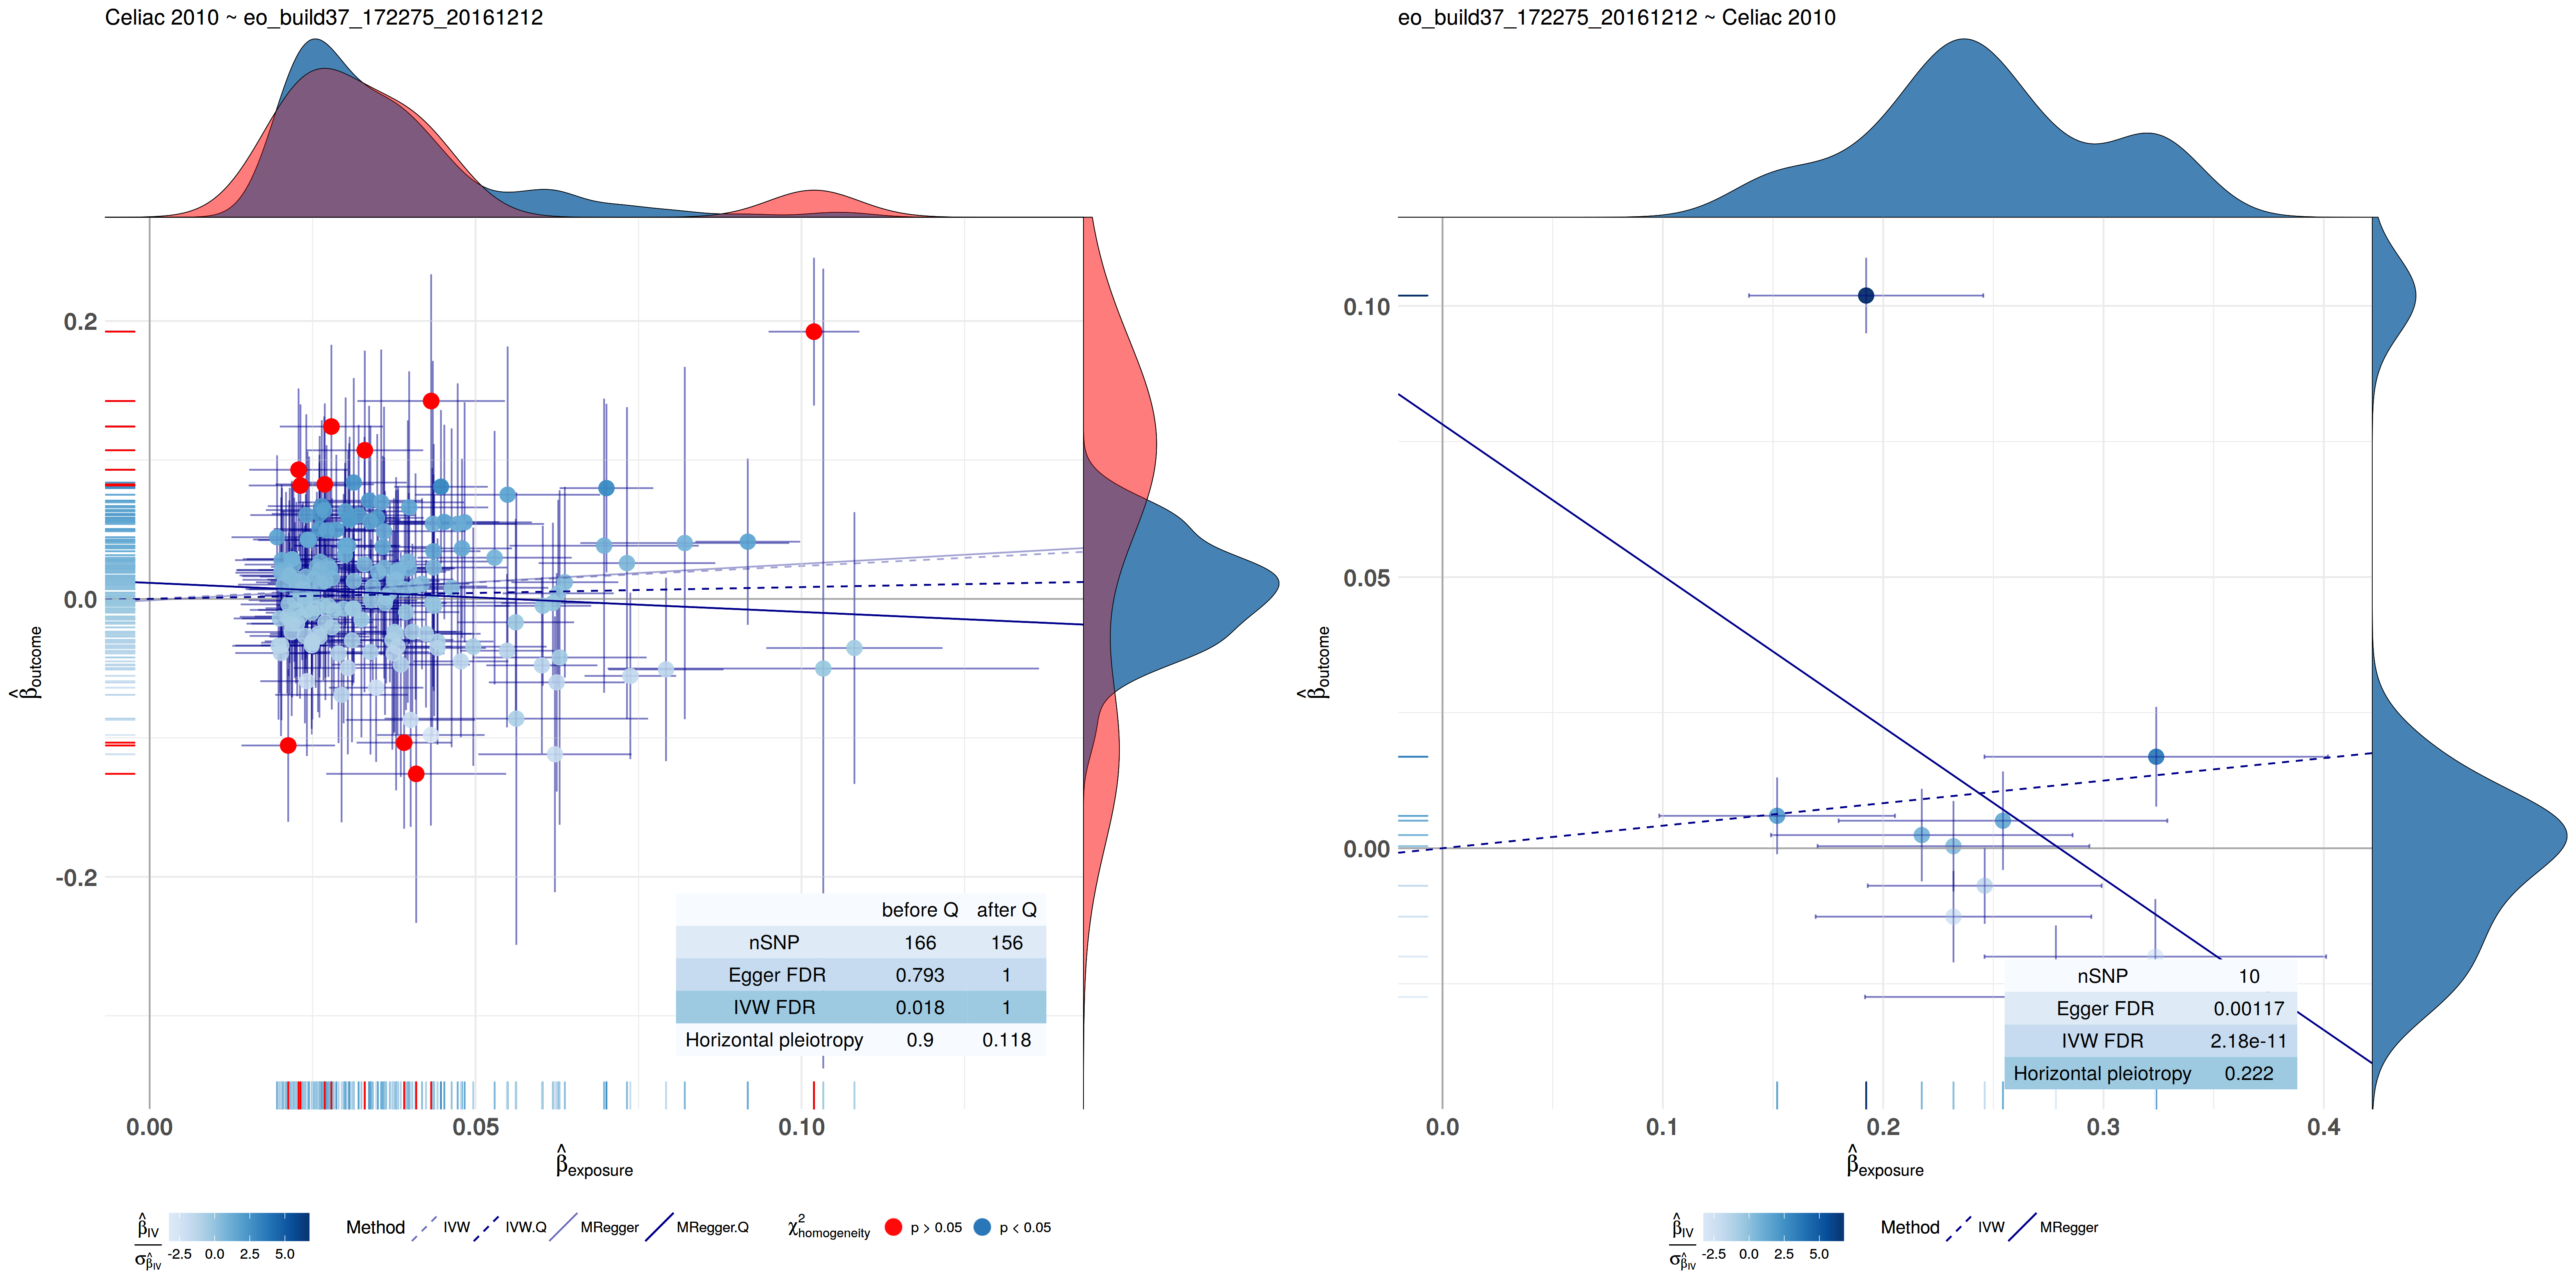 Celiac 2010 ~ eo_build37_172275_20161212
0.2
0.0
-0.2
β̂outcome
before Q after Q
nSNP 166 156
Egger FDR 0.793 1
IVW FDR 0.018 1
Horizontal pleiotropy 0.9 0.118
0.00 0.05 0.10
β̂exposure
β̂IV
σβ̂IV
-2.5 0.0 2.5 5.0
Method IVW IVW.Q MRegger MRegger.Q
χ²homogeneity p > 0.05 p < 0.05
eo_build37_172275_20161212 ~ Celiac 2010
0.10
0.05
0.00
β̂outcome
nSNP 10
Egger FDR 0.00117
IVW FDR 2.18e-11
Horizontal pleiotropy 0.222
0.0 0.1 0.2 0.3 0.4
β̂exposure
β̂IV
σβ̂IV
-2.5 0.0 2.5 5.0
Method IVW MRegger